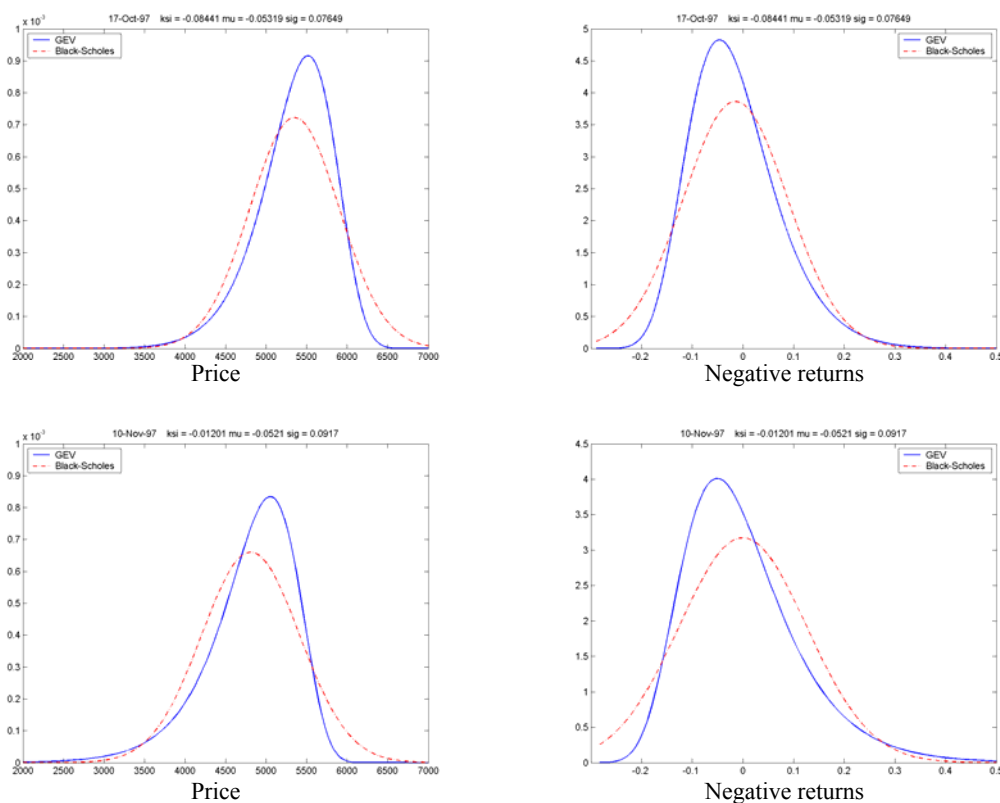 17-Oct-97 ksi = -0.08441 mu = -0.05319 sig = 0.07649
x 10^-3
GEV
Black-Scholes
1
0.9
0.8
0.7
0.6
0.5
0.4
0.3
0.2
0.1
0
2000 2500 3000 3500 4000 4500 5000 5500 6000 6500 7000
Price
17-Oct-97 ksi = -0.08441 mu = -0.05319 sig = 0.07649
GEV
Black-Scholes
5
4.5
4
3.5
3
2.5
2
1.5
1
0.5
0
-0.2 -0.1 0 0.1 0.2 0.3 0.4 0.5
Negative returns
10-Nov-97 ksi = -0.01201 mu = -0.0521 sig = 0.0917
x 10^-3
GEV
Black-Scholes
1
0.9
0.8
0.7
0.6
0.5
0.4
0.3
0.2
0.1
0
2000 2500 3000 3500 4000 4500 5000 5500 6000 6500 7000
Price
10-Nov-97 ksi = -0.01201 mu = -0.0521 sig = 0.0917
GEV
Black-Scholes
4.5
4
3.5
3
2.5
2
1.5
1
0.5
0
-0.2 -0.1 0 0.1 0.2 0.3 0.4 0.5
Negative returns